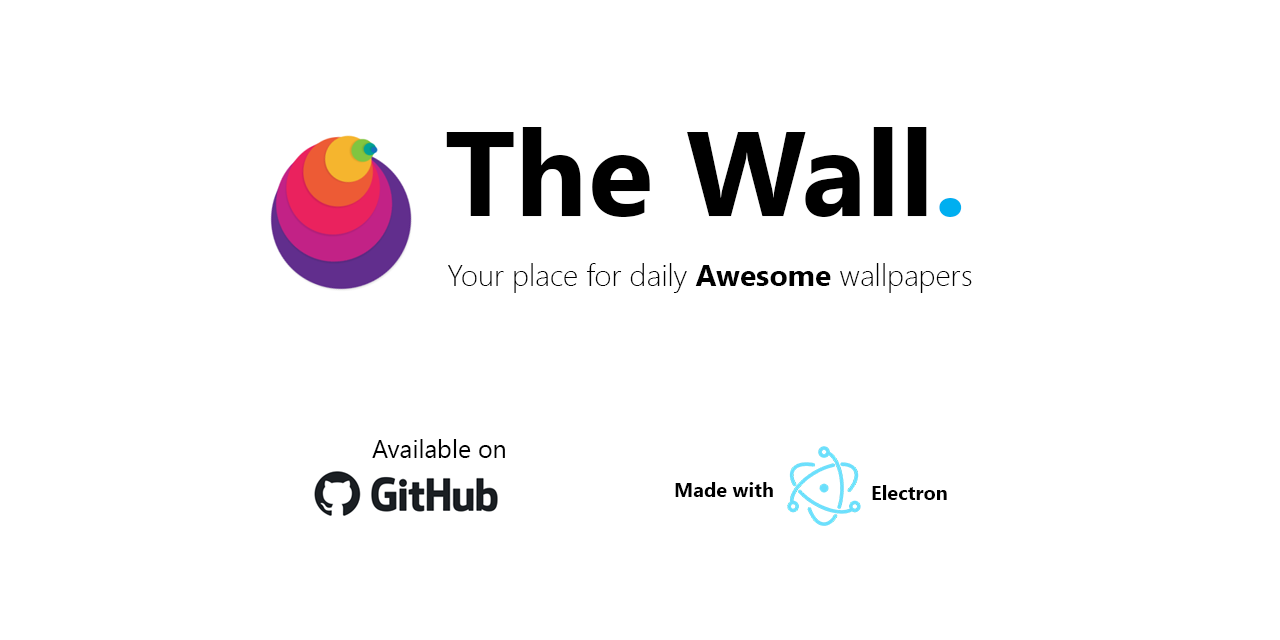 The Wall.
Your place for daily Awesome wallpapers
Available on
GitHub
Made with Electron